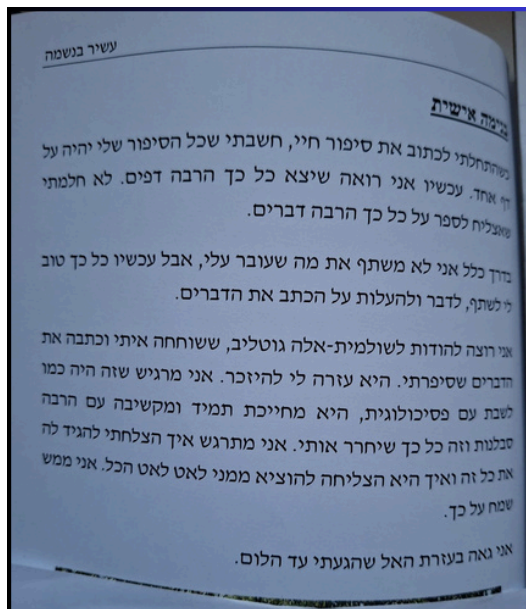 עשיר בנשמה
בנימה אישית
כשהתחלתי לכתוב את סיפור חיי, חשבתי שכל הסיפור שלי יהיה על
דף אחד. עכשיו אני רואה שיצא כל כך הרבה דפים. לא חלמתי
שאצליח לספר על כל כך הרבה דברים.
בדרך כלל אני לא משתף את מה שעובר עלי, אבל עכשיו כל כך טוב
לי לשתף, לדבר ולהעלות על הכתב את הדברים.
אני רוצה להודות לשולמית-אלה גוטליב, ששוחחה איתי וכתבה את
הדברים שסיפרתי. היא עזרה לי להיזכר. אני מרגיש שזה היה כמו
לשבת עם פסיכולוגית, היא מחייכת תמיד ומקשיבה עם הרבה
סבלנות וזה כל כך שיחרר אותי. אני מתרגש איך הצלחתי להגיד לה
את כל זה ואיך היא הצליחה להוציא ממני לאט לאט הכל. אני ממש
שמח על כך.
אני גאה בעזרת האל שהגעתי עד הלום.